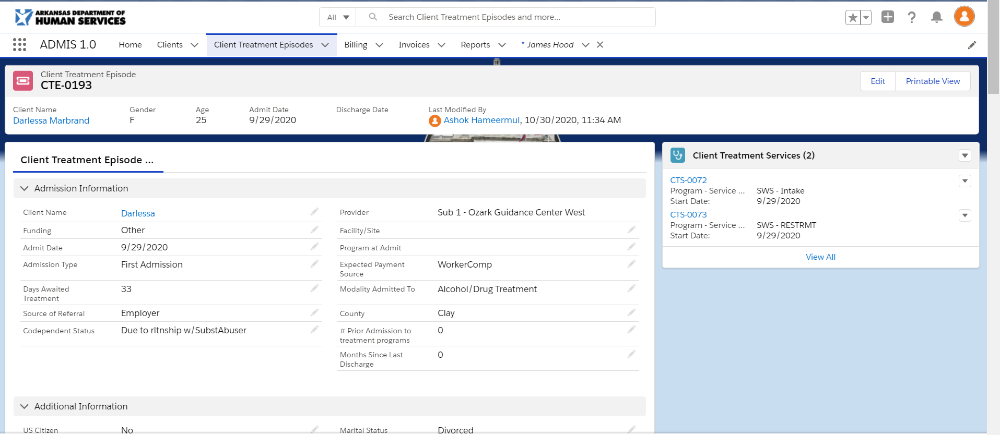 ARKANSAS DEPARTMENT OF
HUMAN SERVICES
All
Search Client Treatment Episodes and more...
ADMIS 1.0
Home
Clients
Client Treatment Episodes
Billing
Invoices
Reports
* James Hood
Client Treatment Episode
CTE-0193
Edit
Printable View
Client Name
Gender
Age
Admit Date
Discharge Date
Last Modified By
Darlessa Marbrand
F
25
9/29/2020
Ashok Hameermul, 10/30/2020, 11:34 AM
Client Treatment Episode ...
Admission Information
Client Name
Darlessa
Provider
Sub 1 - Ozark Guidance Center West
Funding
Other
Facility/Site
Admit Date
9/29/2020
Program at Admit
Admission Type
First Admission
Expected Payment
Source
WorkerComp
Days Awaited
Treatment
33
Modality Admitted To
Alcohol/Drug Treatment
Source of Referral
Employer
County
Clay
Codependent Status
Due to rltnship w/SubstAbuser
# Prior Admission to
treatment programs
0
Months Since Last
Discharge
0
Additional Information
US Citizen
No
Marital Status
Divorced
Client Treatment Services (2)
CTS-0072
Program - Service ...
SWS - Intake
Start Date:
9/29/2020
CTS-0073
Program - Service ...
SWS - RESTRMT
Start Date:
9/29/2020
View All